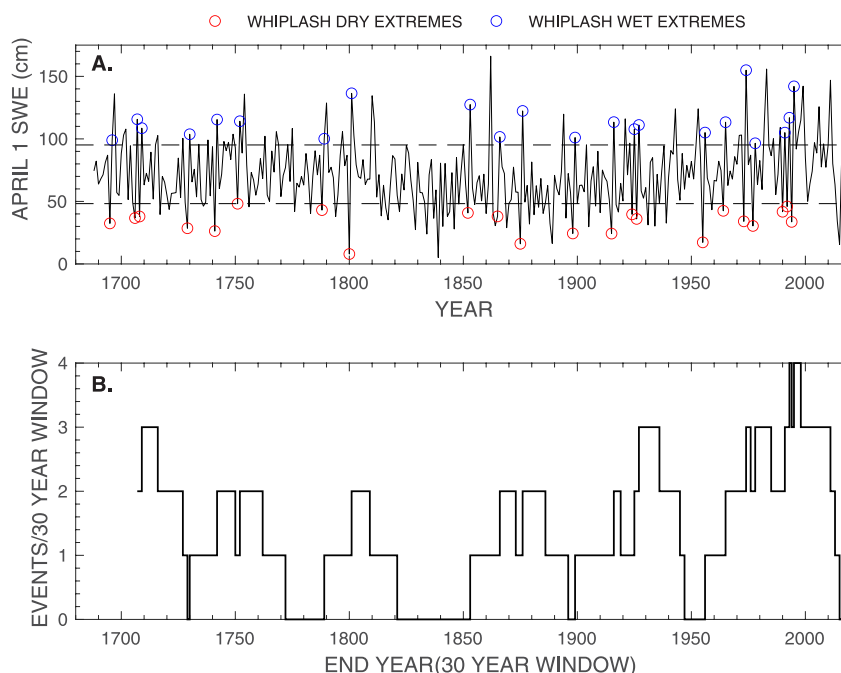 WHIPLASH DRY EXTREMES WHIPLASH WET EXTREMES
A.
APRIL 1 SWE (cm)
150
100
50
0
1700 1750 1800 1850 1900 1950 2000
YEAR
B.
EVENTS/30 YEAR WINDOW
4
3
2
1
0
1700 1750 1800 1850 1900 1950 2000
END YEAR(30 YEAR WINDOW)